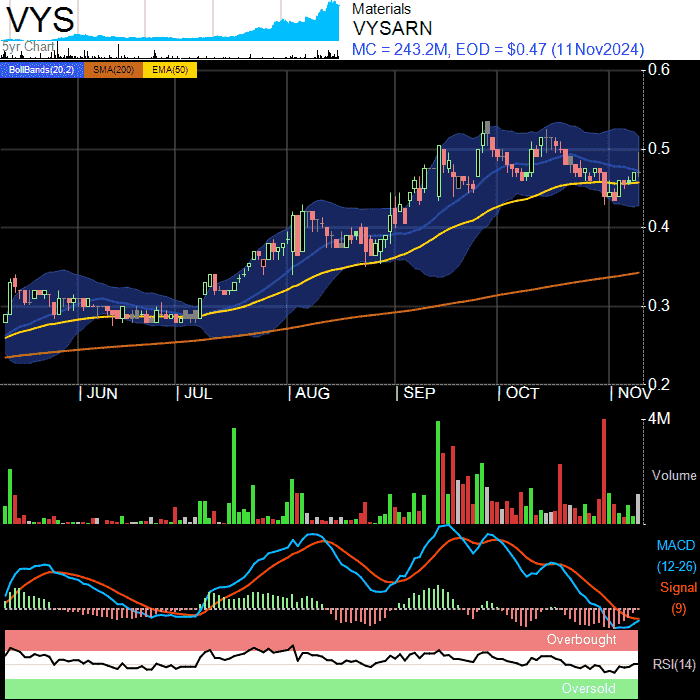 VYS
5yr Chart
Materials
VYSARN
MC = 243.2M, EOD = $0.47 (11Nov2024)
BollBands(20,2) SMA(200) EMA(50)
0.6
0.5
0.4
0.3
0.2
JUN JUL AUG SEP OCT NOV
4M
Volume
MACD
(12-26)
Signal
(9)
Overbought
RSI(14)
Oversold